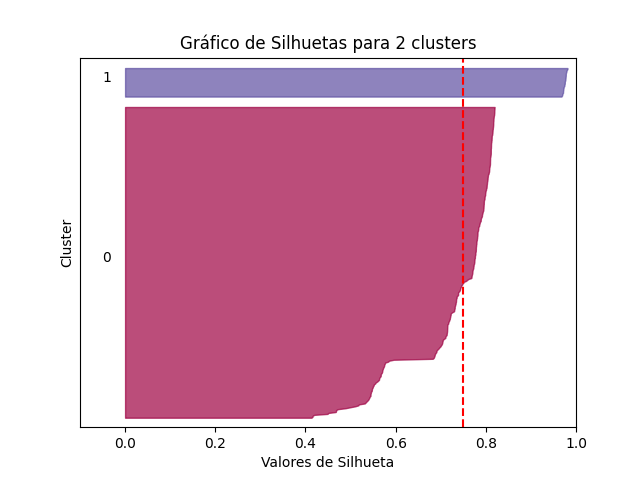 Gráfico de Silhuetas para 2 clusters
1
0
Cluster
0.0 0.2 0.4 0.6 0.8 1.0
Valores de Silhueta